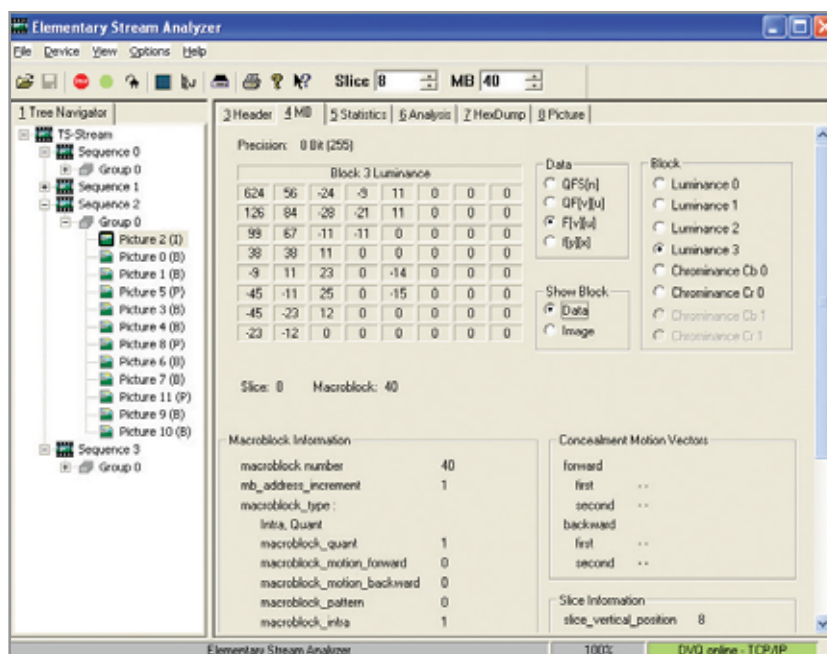 Elementary Stream Analyzer
File Device View Options Help
Slice 8 MB 40
1 Tree Navigator
TS-Stream
Sequence 0
Group 0
Sequence 1
Sequence 2
Group 0
Picture 2 (I)
Picture 0 (B)
Picture 1 (B)
Picture 5 (P)
Picture 3 (B)
Picture 4 (B)
Picture 8 (P)
Picture 6 (B)
Picture 7 (B)
Picture 11 (P)
Picture 9 (B)
Picture 10 (B)
Sequence 3
Group 0
3 Header 4 MB 5 Statistics 6 Analysis 7 HexDump 8 Picture
Precision: 8 Bit (255)
Block 3 Luminance
624 56 -24 -9 11 0 0 0
126 84 -28 -21 11 0 0 0
99 67 -11 -11 0 0 0 0
38 38 11 0 0 0 0 0
-9 11 23 0 -14 0 0 0
-45 -11 25 0 -15 0 0 0
-45 -23 12 0 0 0 0 0
-23 -12 0 0 0 0 0 0
Data
QFS[n]
QF[v][u]
F[v][u]
f[y][x]
Show Block
Data
Image
Block
Luminance 0
Luminance 1
Luminance 2
Luminance 3
Chrominance Cb 0
Chrominance Cr 0
Chrominance Cb 1
Chrominance Cr 1
Slice: 8 Macroblock: 40
Macroblock Information
macroblock number 40
mb_address_increment 1
macroblock_type :
Intra, Quant
macroblock_quant 1
macroblock_motion_forward 0
macroblock_motion_backward 0
macroblock_pattern 0
macroblock_intra 1
Concealment Motion Vectors
forward
first --
second --
backward
first --
second --
Slice Information
slice_vertical_position 8
Elementary Stream Analyzer 100% DVQ online - TCP/IP